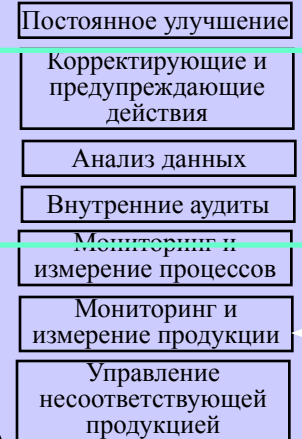 Постоянное улучшение
Корректирующие и
предупреждающие
действия
Анализ данных
Внутренние аудиты
Мониторинг и
измерение процессов
Мониторинг и
измерение продукции
Управление
несоответствующей
продукцией